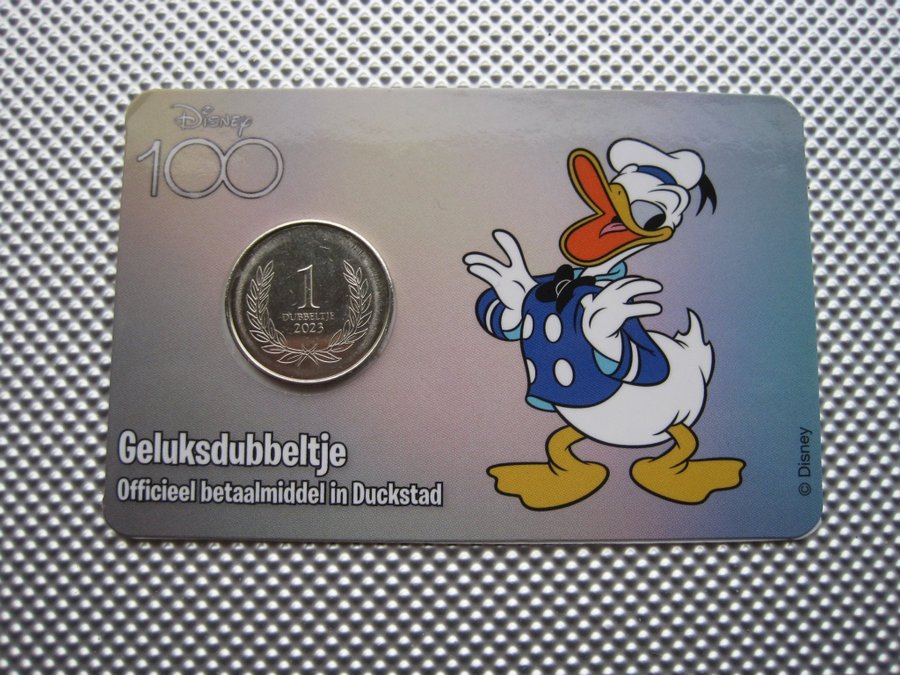 Disney
100
1
DUBBELTJE
2023
Geluksdubbeltje
Officieel betaalmiddel in Duckstad
© Disney